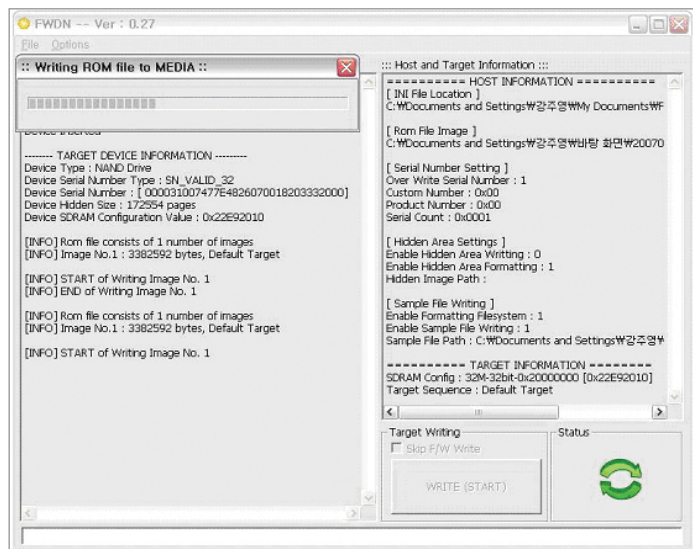 FWDN -- Ver : 0.27
File Options
:: Writing ROM file to MEDIA ::
Device Inserted
-------- TARGET DEVICE INFORMATION ---------
Device Type : NAND Drive
Device Serial Number Type : SN_VALID_32
Device Serial Number : [ 000031007477E4826070018203332000]
Device Hidden Size : 172554 pages
Device SDRAM Configuration Value : 0x22E92010
[INFO] Rom file consists of 1 number of images
[INFO] Image No.1 : 3382592 bytes, Default Target
[INFO] START of Writing Image No. 1
[INFO] END of Writing Image No. 1
[INFO] Rom file consists of 1 number of images
[INFO] Image No.1 : 3382592 bytes, Default Target
[INFO] START of Writing Image No. 1
::: Host and Target Information :::
========== HOST INFORMATION ==========
[ INI File Location ]
C:₩Documents and Settings₩강주영₩My Documents₩F
[ Rom File Image ]
C:₩Documents and Settings₩강주영₩바탕 화면₩20070
[ Serial Number Setting ]
Over Write Serial Number : 1
Custom Number : 0x00
Product Number : 0x00
Serial Count : 0x0001
[ Hidden Area Settings ]
Enable Hidden Area Writting : 0
Enable Hidden Area Formatting : 1
Hidden Image Path :
[ Sample File Writing ]
Enable Formatting Filesystem : 1
Enable Sample File Writing : 1
Sample File Path : C:₩Documents and Settings₩강주영₩
========== TARGET INFORMATION ========
SDRAM Config : 32M-32bit-0x20000000 [0x22E92010]
Target Sequence : Default Target
Target Writing
Skip F/W Write
WRITE (START)
Status